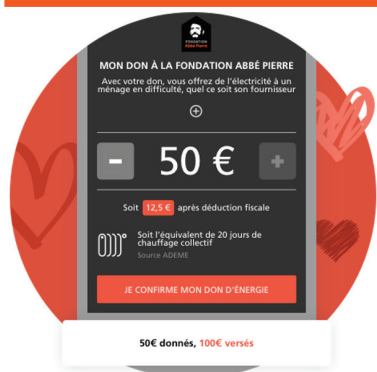 FONDATION
Abbé Pierre
MON DON À LA FONDATION ABBÉ PIERRE
Avec votre don, vous offrez de l'électricité à un
ménage en difficulté, quel ce soit son fournisseur
-
50 €
+
Soit 12,5 € après déduction fiscale
Soit l'équivalent de 20 jours de
chauffage collectif
Source ADEME
JE CONFIRME MON DON D'ÉNERGIE
50€ donnés, 100€ versés